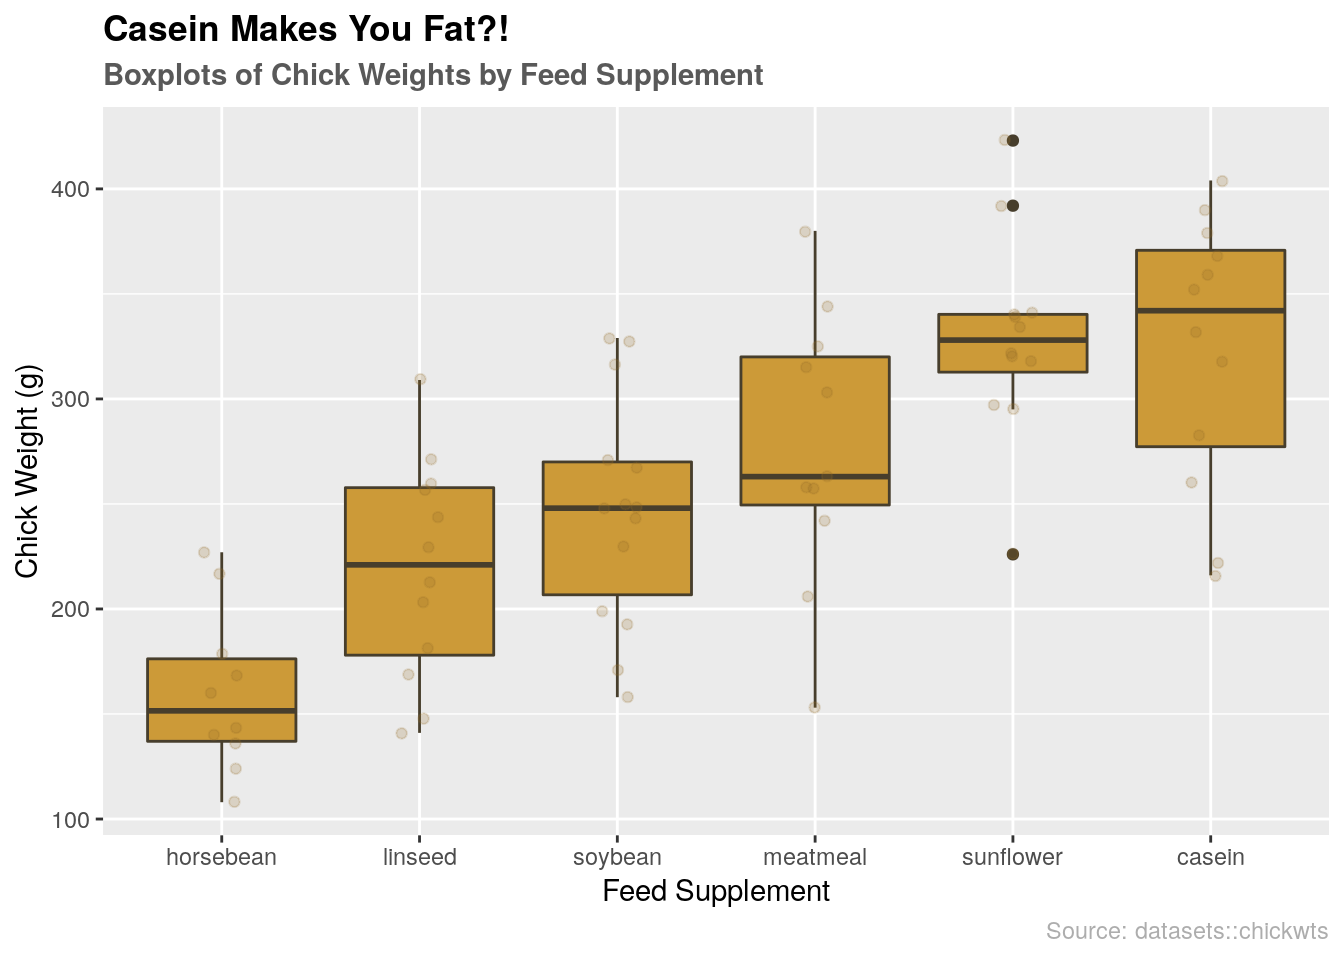 Casein Makes You Fat?!
Boxplots of Chick Weights by Feed Supplement
Chick Weight (g)
400
300
200
100
horsebean linseed soybean meatmeal sunflower casein
Feed Supplement
Source: datasets::chickwts